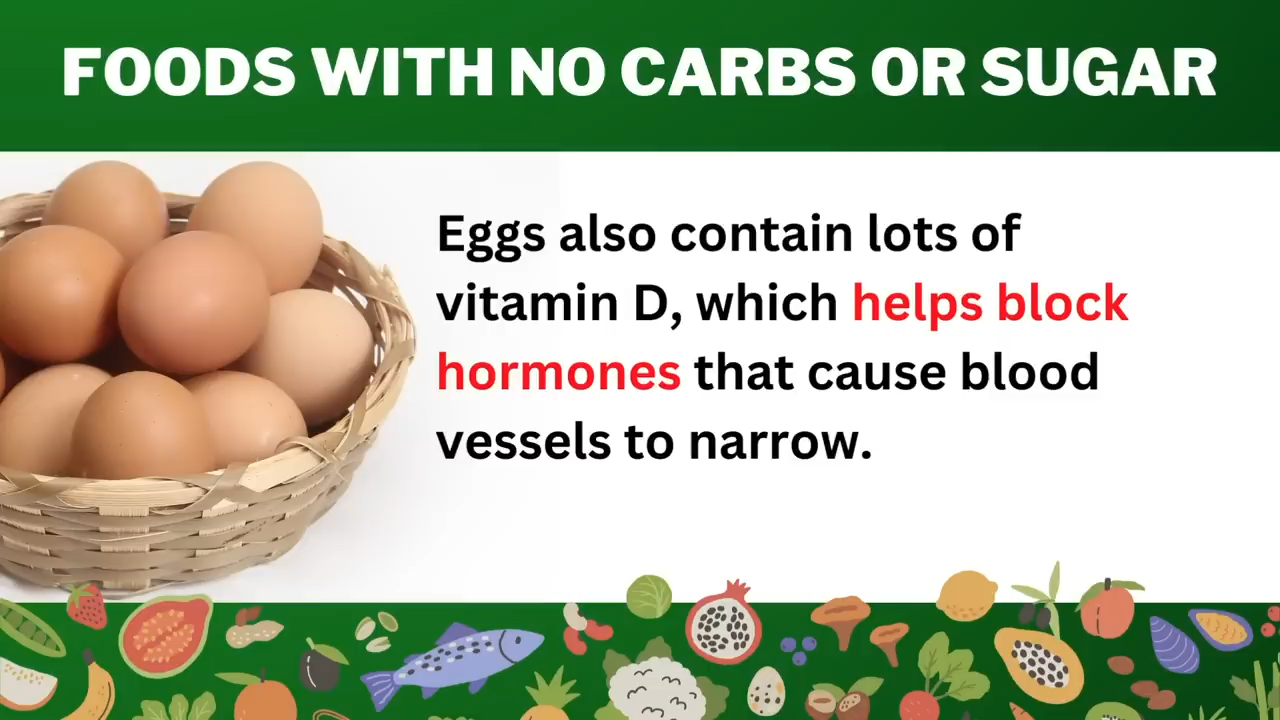 FOODS WITH NO CARBS OR SUGAR
Eggs also contain lots of
vitamin D, which helps block
hormones that cause blood
vessels to narrow.